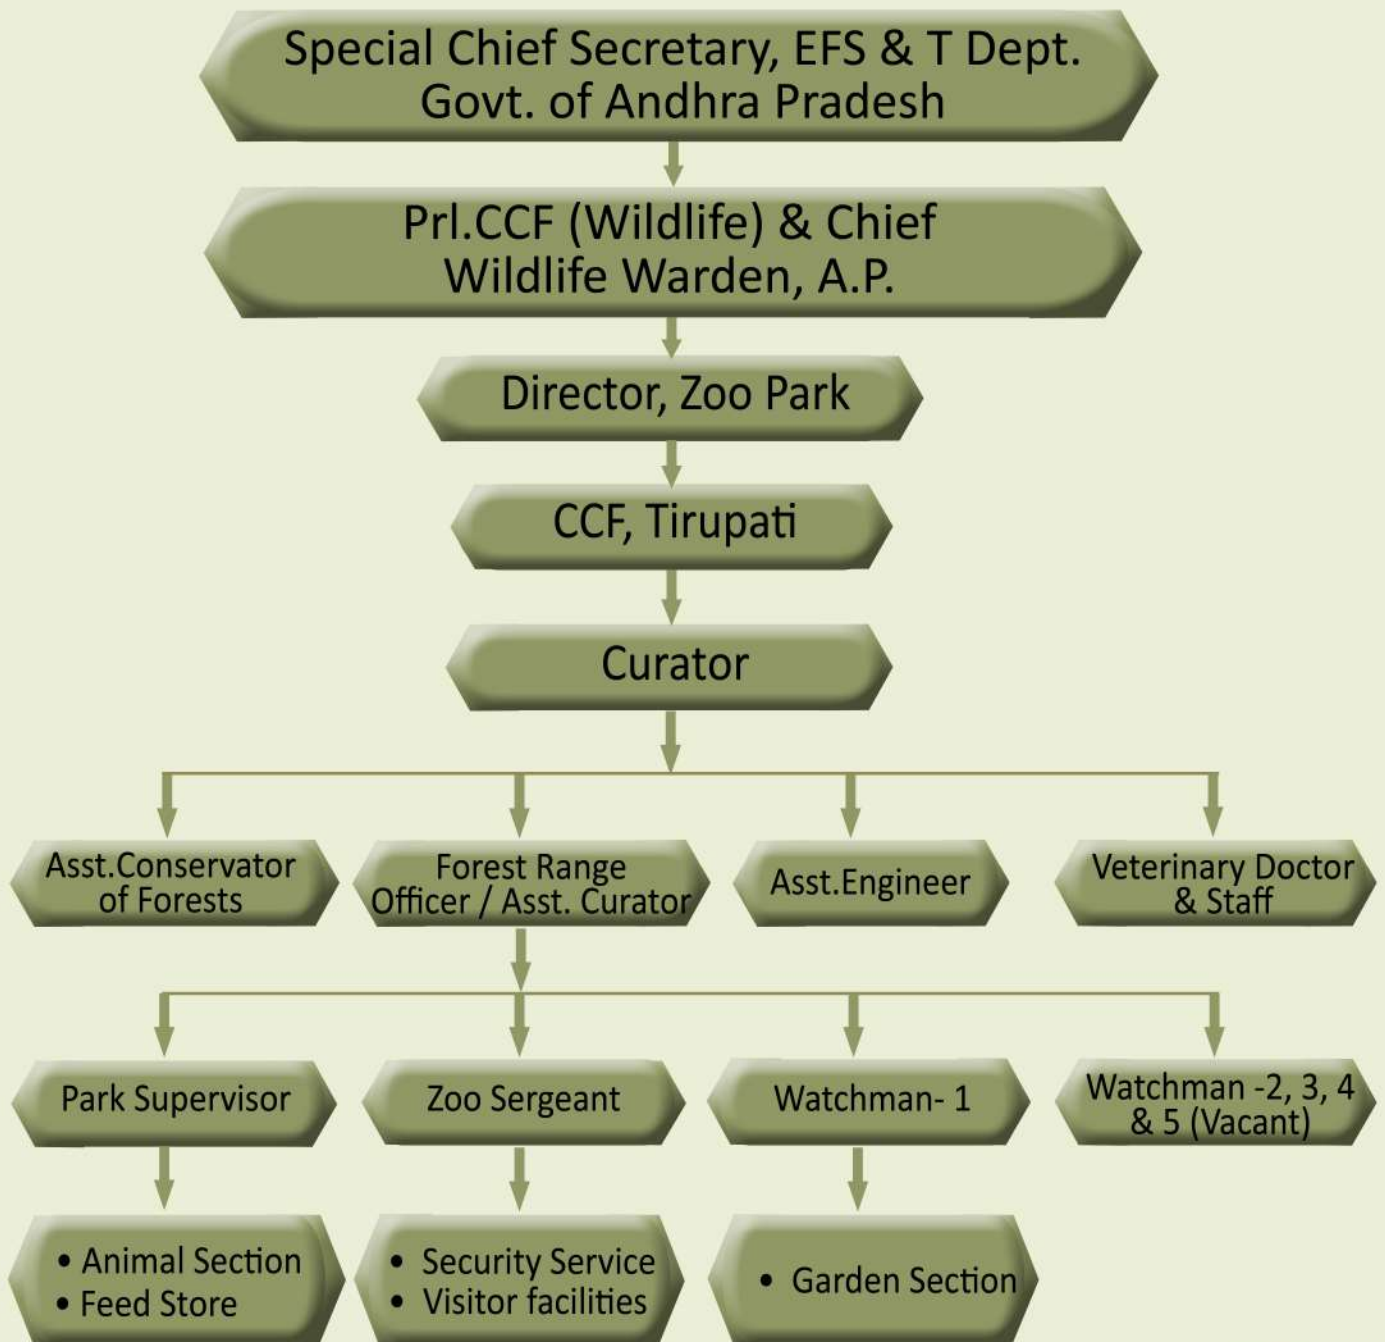 Special Chief Secretary, EFS & T Dept.
Govt. of Andhra Pradesh
Prl.CCF (Wildlife) & Chief
Wildlife Warden, A.P.
Director, Zoo Park
CCF, Tirupati
Curator
Asst.Conservator
of Forests
Forest Range
Officer / Asst. Curator
Asst.Engineer
Veterinary Doctor
& Staff
Park Supervisor
Zoo Sergeant
Watchman- 1
Watchman -2, 3, 4
& 5 (Vacant)
• Animal Section
• Feed Store
• Security Service
• Visitor facilities
• Garden Section